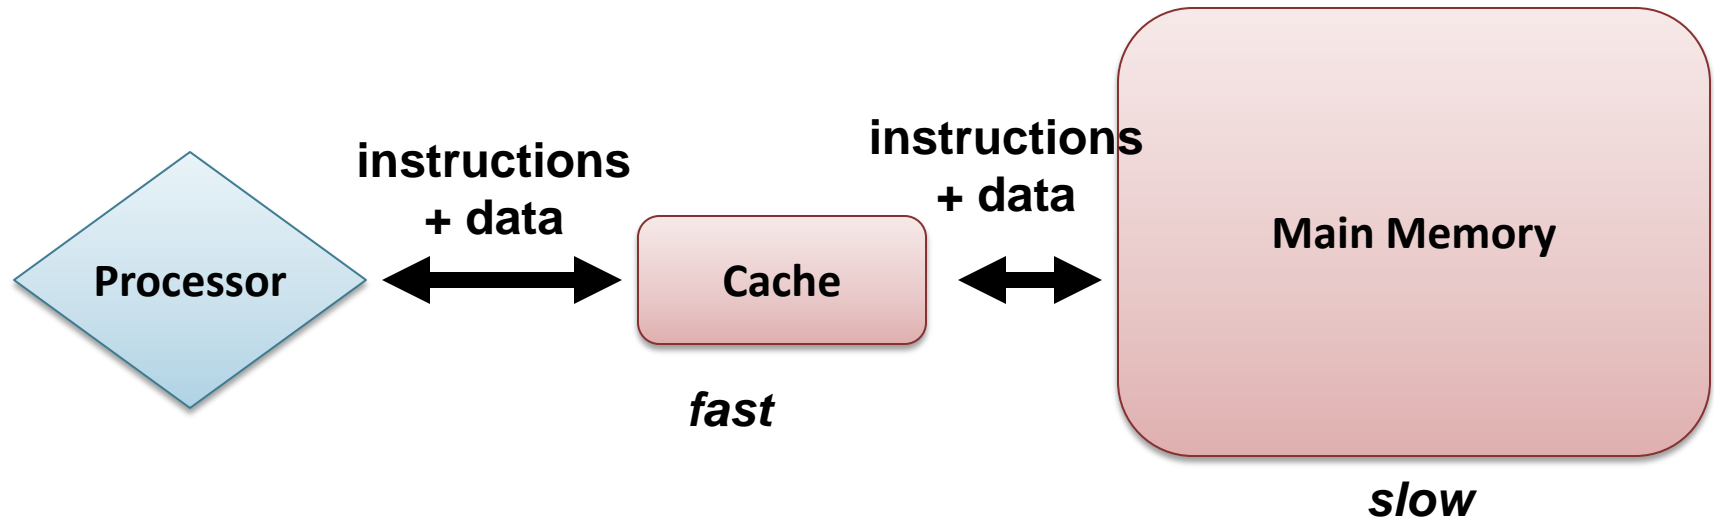 instructions
+ data
instructions
+ data
Processor
Cache
Main Memory
fast
slow